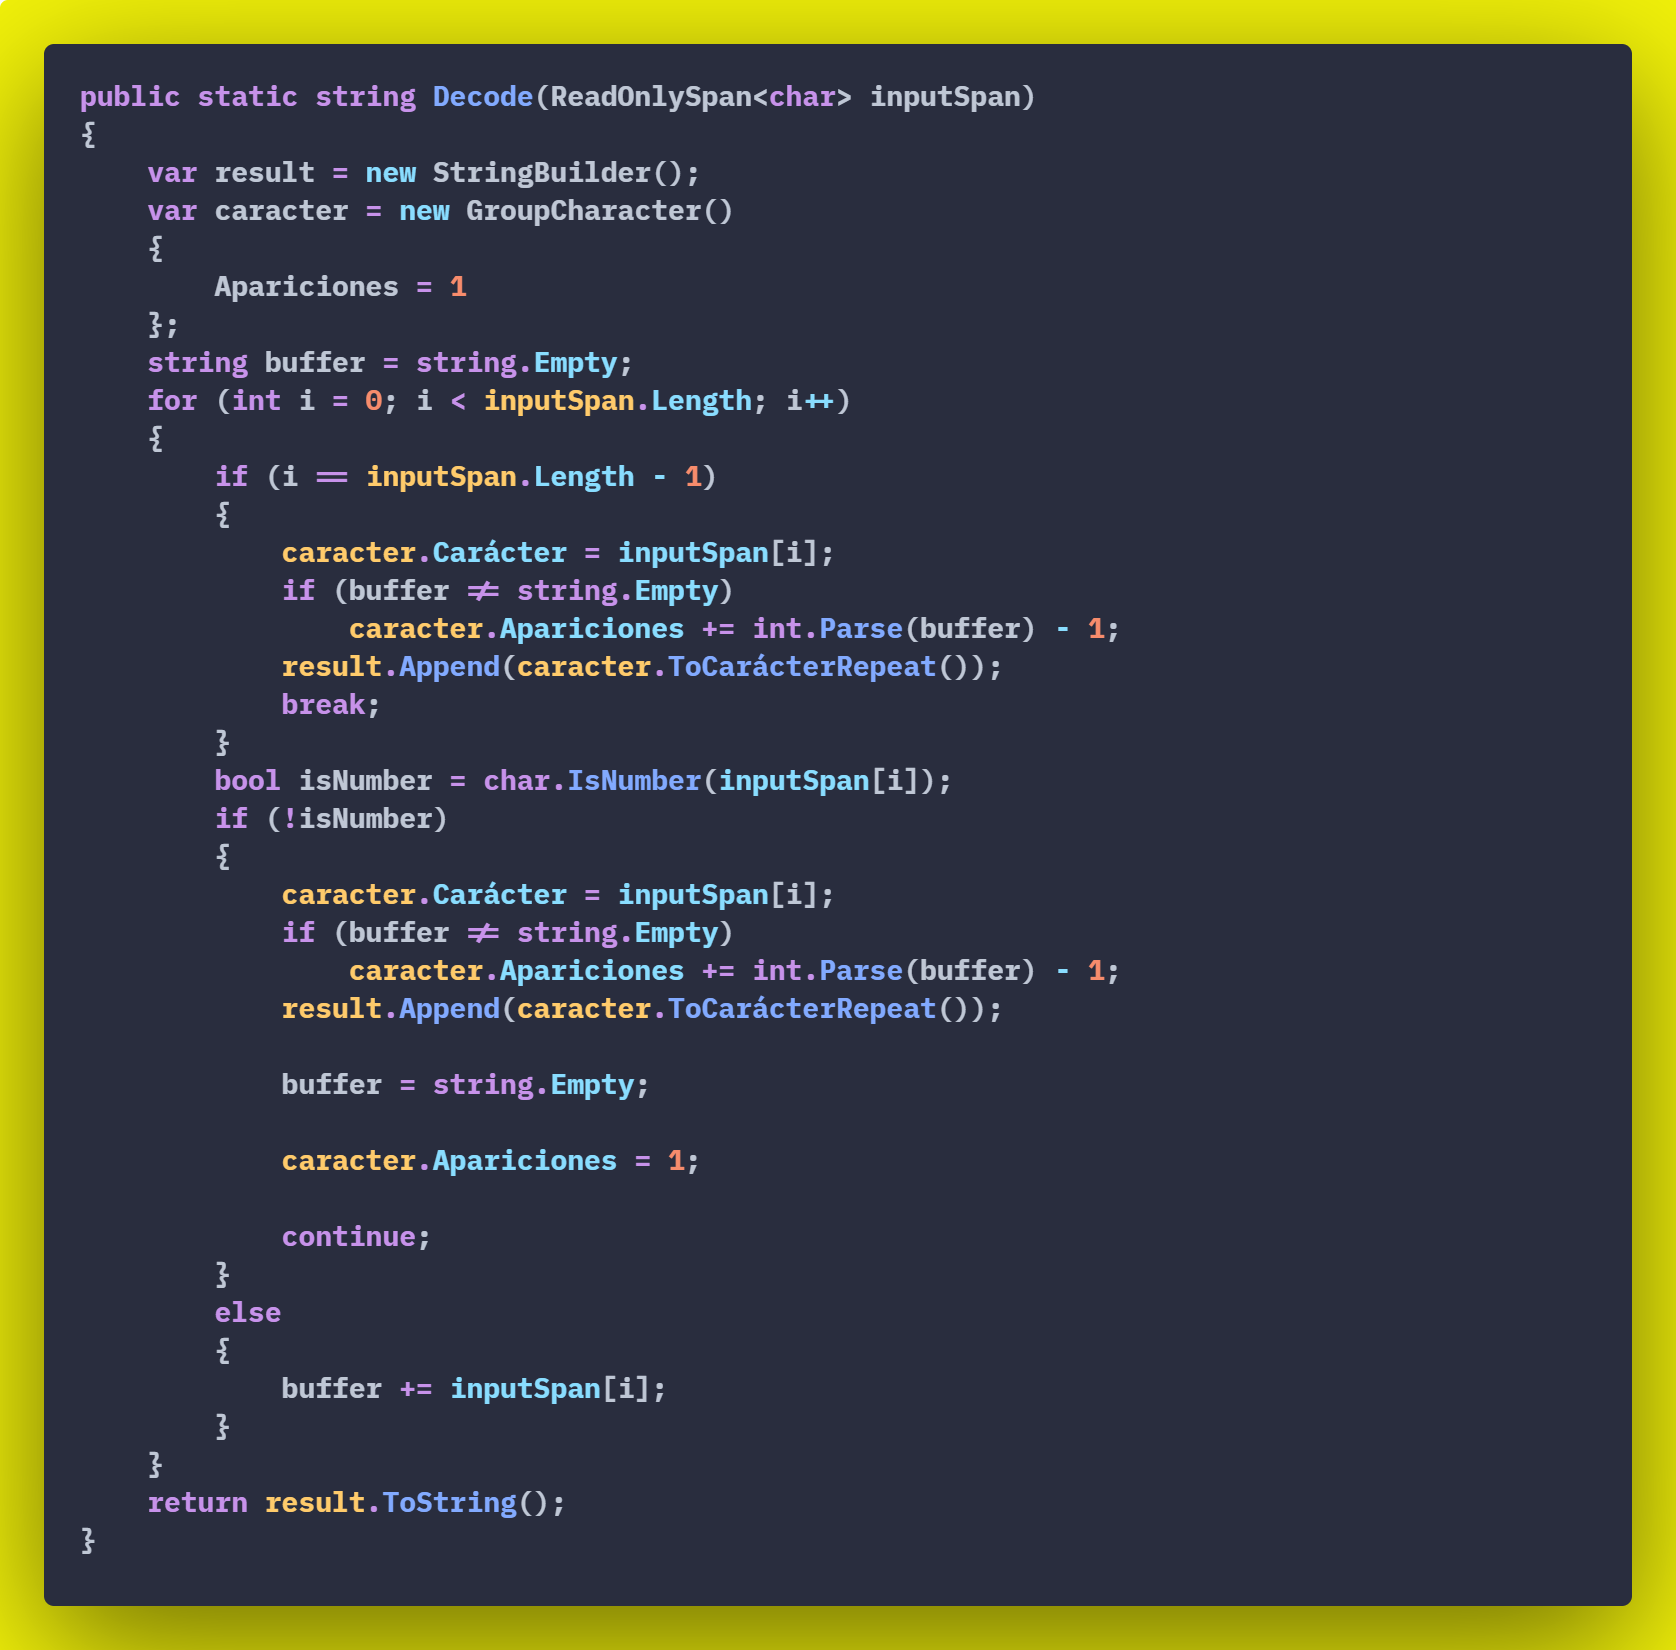 public static string Decode(ReadOnlySpan<char> inputSpan)
{
    var result = new StringBuilder();
    var caracter = new GroupCharacter()
    {
        Apariciones = 1
    };
    string buffer = string.Empty;
    for (int i = 0; i < inputSpan.Length; i++)
    {
        if (i == inputSpan.Length - 1)
        {
            caracter.Carácter = inputSpan[i];
            if (buffer != string.Empty)
                caracter.Apariciones += int.Parse(buffer) - 1;
            result.Append(caracter.ToCarácterRepeat());
            break;
        }
        bool isNumber = char.IsNumber(inputSpan[i]);
        if (!isNumber)
        {
            caracter.Carácter = inputSpan[i];
            if (buffer != string.Empty)
                caracter.Apariciones += int.Parse(buffer) - 1;
            result.Append(caracter.ToCarácterRepeat());

            buffer = string.Empty;

            caracter.Apariciones = 1;

            continue;
        }
        else
        {
            buffer += inputSpan[i];
        }
    }
    return result.ToString();
}